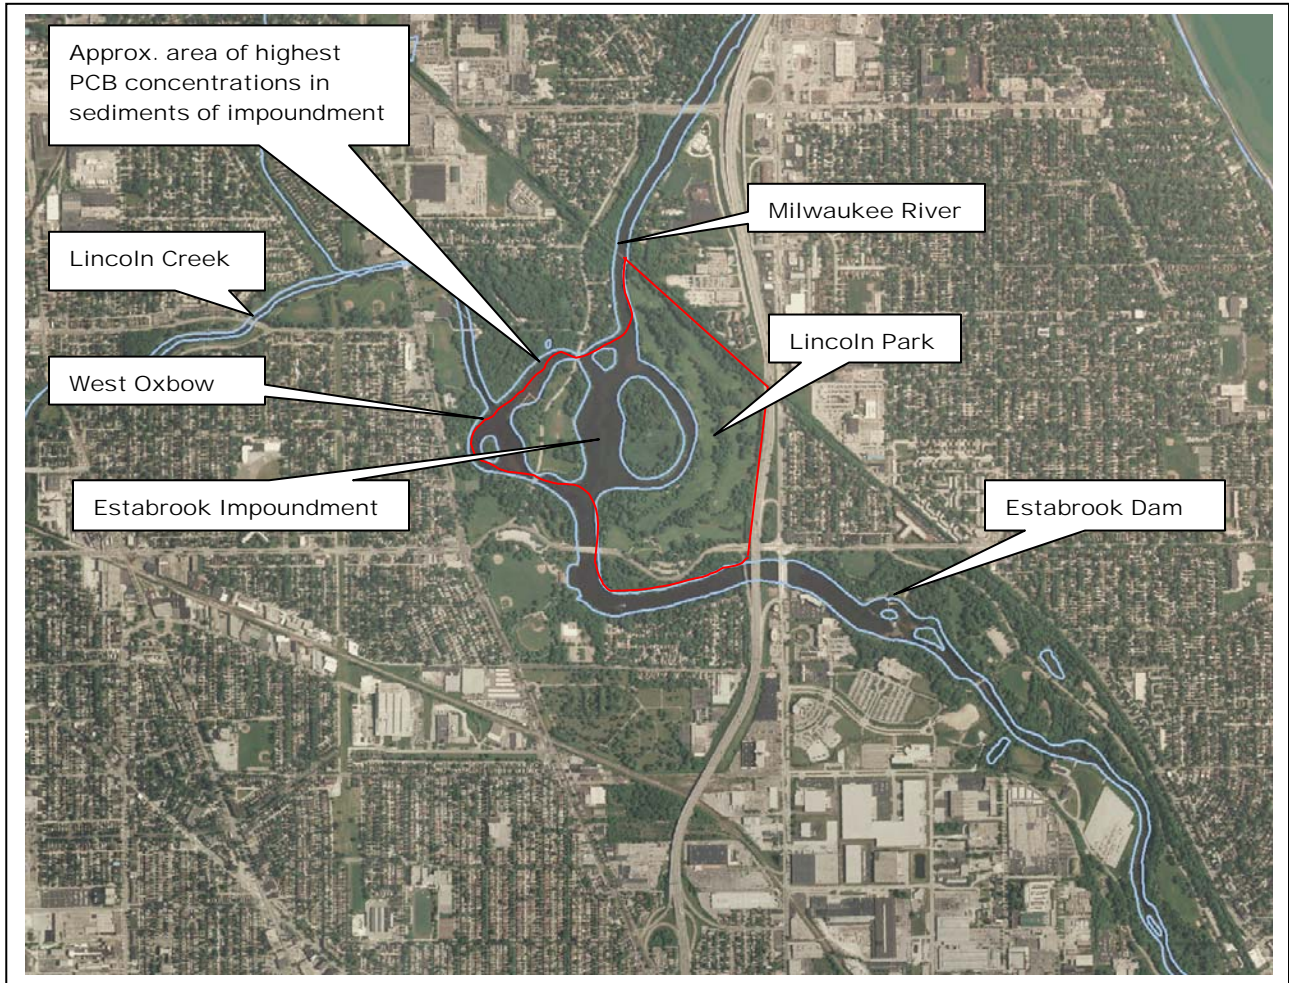 Approx. area of highest
PCB concentrations in
sediments of impoundment
Milwaukee River
Lincoln Creek
Lincoln Park
West Oxbow
Estabrook Impoundment
Estabrook Dam